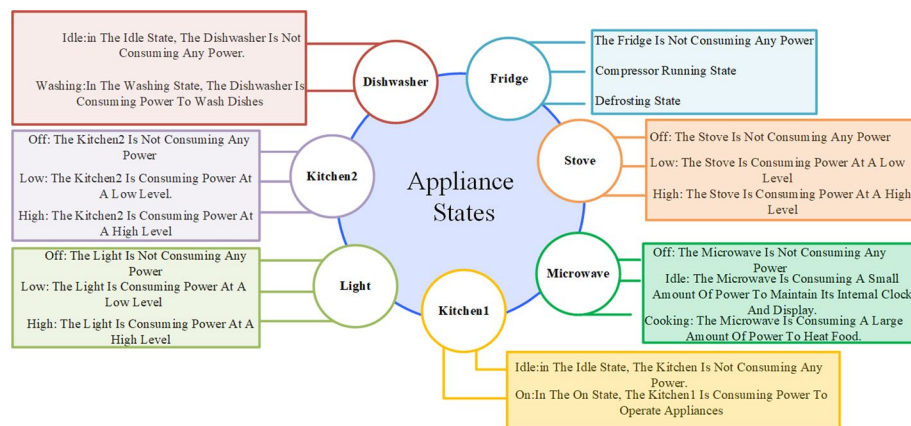 Idle:in The Idle State, The Dishwasher Is Not
Consuming Any Power.
Washing:In The Washing State, The Dishwasher Is
Consuming Power To Wash Dishes
Dishwasher
Fridge
The Fridge Is Not Consuming Any Power
Compressor Running State
Defrosting State
Off: The Kitchen2 Is Not Consuming Any
Power
Low: The Kitchen2 Is Consuming Power At
A Low Level.
High: The Kitchen2 Is Consuming Power At
A High Level
Kitchen2
Appliance
States
Stove
Off: The Stove Is Not Consuming Any Power
Low: The Stove Is Consuming Power At A Low
Level
High: The Stove Is Consuming Power At A High
Level
Off: The Light Is Not Consuming Any
Power
Low: The Light Is Consuming Power At A
Low Level
High: The Light Is Consuming Power At A
High Level
Light
Kitchen1
Microwave
Off: The Microwave Is Not Consuming Any
Power
Idle: The Microwave Is Consuming A Small
Amount Of Power To Maintain Its Internal Clock
And Display.
Cooking: The Microwave Is Consuming A Large
Amount Of Power To Heat Food.
Idle:in The Idle State, The Kitchen Is Not Consuming Any
Power.
On:In The On State, The Kitchen1 Is Consuming Power To
Operate Appliances